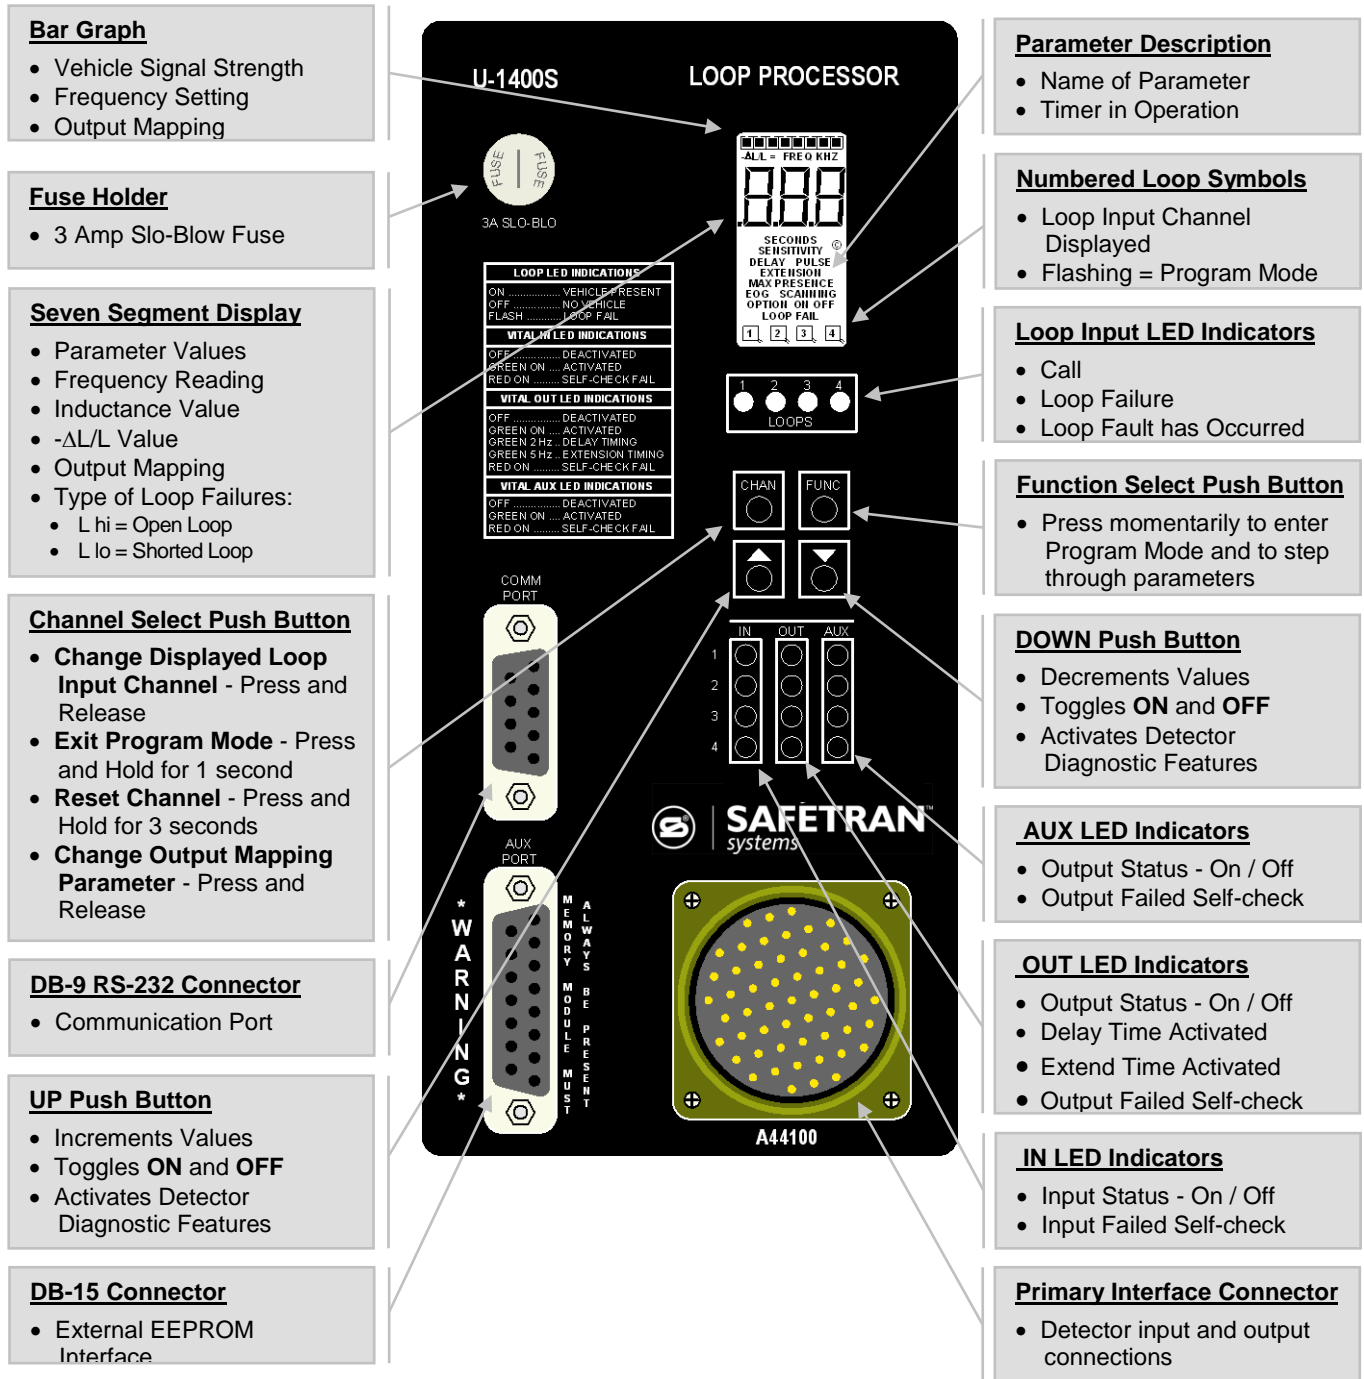 Bar Graph
• Vehicle Signal Strength
• Frequency Setting
• Output Mapping
Fuse Holder
• 3 Amp Slo-Blow Fuse
Seven Segment Display
• Parameter Values
• Frequency Reading
• Inductance Value
• -ΔL/L Value
• Output Mapping
• Type of Loop Failures:
• L hi = Open Loop
• L lo = Shorted Loop
Channel Select Push Button
• Change Displayed Loop
Input Channel - Press and
Release
• Exit Program Mode - Press
and Hold for 1 second
• Reset Channel - Press and
Hold for 3 seconds
• Change Output Mapping
Parameter - Press and
Release
DB-9 RS-232 Connector
• Communication Port
UP Push Button
• Increments Values
• Toggles ON and OFF
• Activates Detector
Diagnostic Features
DB-15 Connector
• External EEPROM
Interface
U-1400S
LOOP PROCESSOR
FUSE
FUSE
3A SLO-BLO
-ΔL/L = FREQ KHZ
888
SECONDS
SENSITIVITY ©
DELAY PULSE
EXTENSION
MAX PRESENCE
EOG SCANNING
OPTION ON OFF
LOOP FAIL
1 2 3 4
LOOP LED INDICATIONS
ON ................ VEHICLE PRESENT
OFF ............... NO VEHICLE
FLASH ............ LOOP FAIL
VITAL IN LED INDICATIONS
OFF ................ DEACTIVATED
GREEN ON .... ACTIVATED
RED ON ......... SELF-CHECK FAIL
VITAL OUT LED INDICATIONS
OFF ................ DEACTIVATED
GREEN ON .... ACTIVATED
GREEN 2 Hz .. DELAY TIMING
GREEN 5 Hz .. EXTENSION TIMING
RED ON ......... SELF-CHECK FAIL
VITAL AUX LED INDICATIONS
OFF ................ DEACTIVATED
GREEN ON .... ACTIVATED
RED ON ......... SELF-CHECK FAIL
1 2 3 4
LOOPS
CHAN
FUNC
COMM
PORT
IN OUT AUX
1
2
3
4
SAFETRAN™
systems
AUX
PORT
*WARNING*
MEMORY MODULE MUST
ALWAYS BE PRESENT
A44100
Parameter Description
• Name of Parameter
• Timer in Operation
Numbered Loop Symbols
• Loop Input Channel
Displayed
• Flashing = Program Mode
Loop Input LED Indicators
• Call
• Loop Failure
• Loop Fault has Occurred
Function Select Push Button
• Press momentarily to enter
Program Mode and to step
through parameters
DOWN Push Button
• Decrements Values
• Toggles ON and OFF
• Activates Detector
Diagnostic Features
AUX LED Indicators
• Output Status - On / Off
• Output Failed Self-check
OUT LED Indicators
• Output Status - On / Off
• Delay Time Activated
• Extend Time Activated
• Output Failed Self-check
IN LED Indicators
• Input Status - On / Off
• Input Failed Self-check
Primary Interface Connector
• Detector input and output
connections